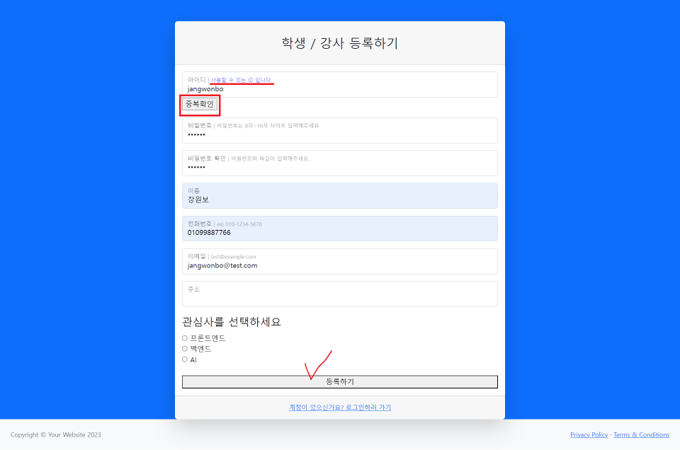 학생 / 강사 등록하기
아이디 | 사용할 수 있는 ID 입니다.
jangwonbo
중복확인
비밀번호 | 비밀번호는 8자~16자 사이로 입력해주세요
••••••
비밀번호 확인 | 비밀번호와 똑같이 입력해주세요.
••••••
이름
장원보
전화번호 | ex) 010-1234-5678
01099887766
이메일 | test@example.com
jangwonbo@test.com
주소
관심사를 선택하세요
프론트엔드
백엔드
AI
등록하기
계정이 있으신가요? 로그인하러 가기
Copyright © Your Website 2023
Privacy Policy · Terms & Conditions